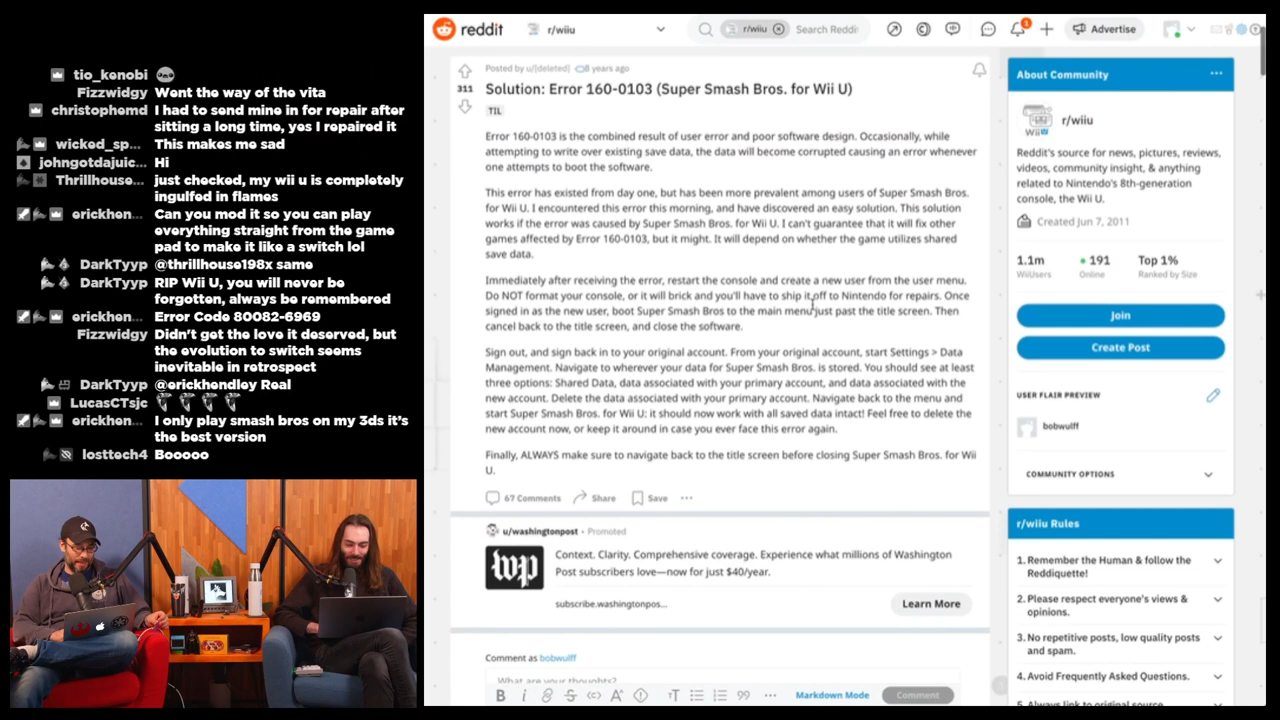 tio_kenobi
Fizzwidgy Went the way of the vita
christophemd I had to send mine in for repair after
sitting a long time, yes I repaired it
wicked_sp... This makes me sad
johngotdajuic... Hi
Thrillhouse... just checked, my wii u is completely
ingulfed in flames
erickhen... Can you mod it so you can play
everything straight from the game
pad to make it like a switch lol
DarkTyyp @thrillhouse198x same
DarkTyyp RIP Wii U, you will never be
forgotten, always be remembered
erickhen... Error Code 80082-6969
Fizzwidgy Didn't get the love it deserved, but
the evolution to switch seems
inevitable in retrospect
DarkTyyp @erickhendley Real
LucasCTsjc
erickhen... I only play smash bros on my 3ds it's
the best version
losttech4 Booooo
reddit
r/wiiu
r/wiiu
Search Reddi
1
Advertise
Posted by u/[deleted] 8 years ago
311
Solution: Error 160-0103 (Super Smash Bros. for Wii U)
TIL
Error 160-0103 is the combined result of user error and poor software design. Occasionally, while
attempting to write over existing save data, the data will become corrupted causing an error whenever
one attempts to boot the software.
This error has existed from day one, but has been more prevalent among users of Super Smash Bros.
for Wii U. I encountered this error this morning, and have discovered an easy solution. This solution
works if the error was caused by Super Smash Bros. for Wii U. I can't guarantee that it will fix other
games affected by Error 160-0103, but it might. It will depend on whether the game utilizes shared
save data.
Immediately after receiving the error, restart the console and create a new user from the user menu.
Do NOT format your console, or it will brick and you'll have to ship it off to Nintendo for repairs. Once
signed in as the new user, boot Super Smash Bros to the main menu just past the title screen. Then
cancel back to the title screen, and close the software.
Sign out, and sign back in to your original account. From your original account, start Settings > Data
Management. Navigate to wherever your data for Super Smash Bros. is stored. You should see at least
three options: Shared Data, data associated with your primary account, and data associated with the
new account. Delete the data associated with your primary account. Navigate back to the menu and
start Super Smash Bros. for Wii U: it should now work with all saved data intact! Feel free to delete the
new account now, or keep it around in case you ever face this error again.
Finally, ALWAYS make sure to navigate back to the title screen before closing Super Smash Bros. for Wii
U.
67 Comments Share Save
u/washingtonpost • Promoted
wp
Context. Clarity. Comprehensive coverage. Experience what millions of Washington
Post subscribers love—now for just $40/year.
subscribe.washingtonpos...
Learn More
Comment as bobwulff
What are your thoughts?
Markdown Mode
Comment
About Community
WiiU
r/wiiu
Reddit's source for news, pictures, reviews,
videos, community insight, & anything
related to Nintendo's 8th-generation
console, the Wii U.
Created Jun 7, 2011
1.1m 191 Top 1%
WiiUsers Online Ranked by Size
Join
Create Post
USER FLAIR PREVIEW
bobwulff
COMMUNITY OPTIONS
r/wiiu Rules
1. Remember the Human & follow the
Reddiquette!
2. Please respect everyone's views &
opinions.
3. No repetitive posts, low quality posts
and spam.
4. Avoid Frequently Asked Questions.
5. Always link to original source